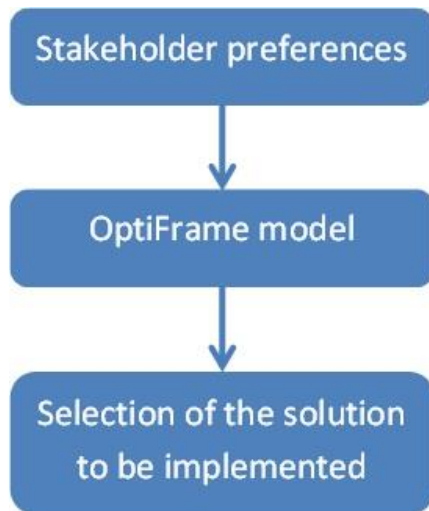 Stakeholder preferences
OptiFrame model
Selection of the solution
to be implemented